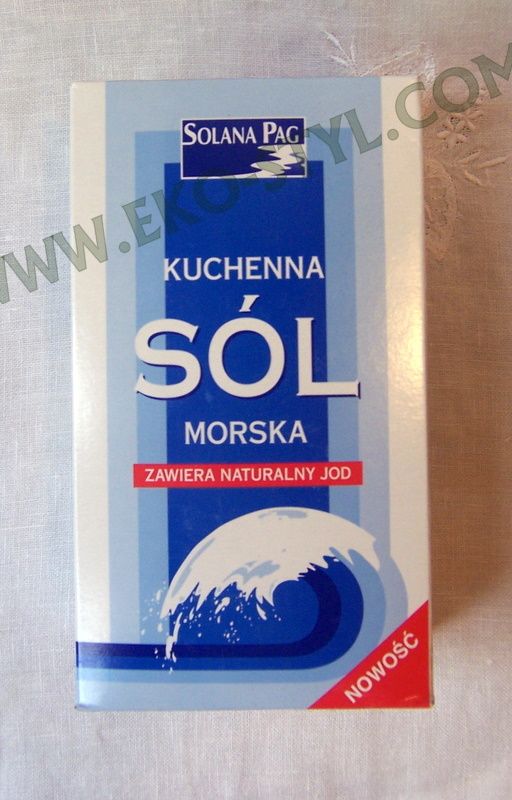 WWW.EKO-STYL.COM
SOLANA PAG
KUCHENNA
SÓL
MORSKA
ZAWIERA NATURALNY JOD
NOWOŚĆ